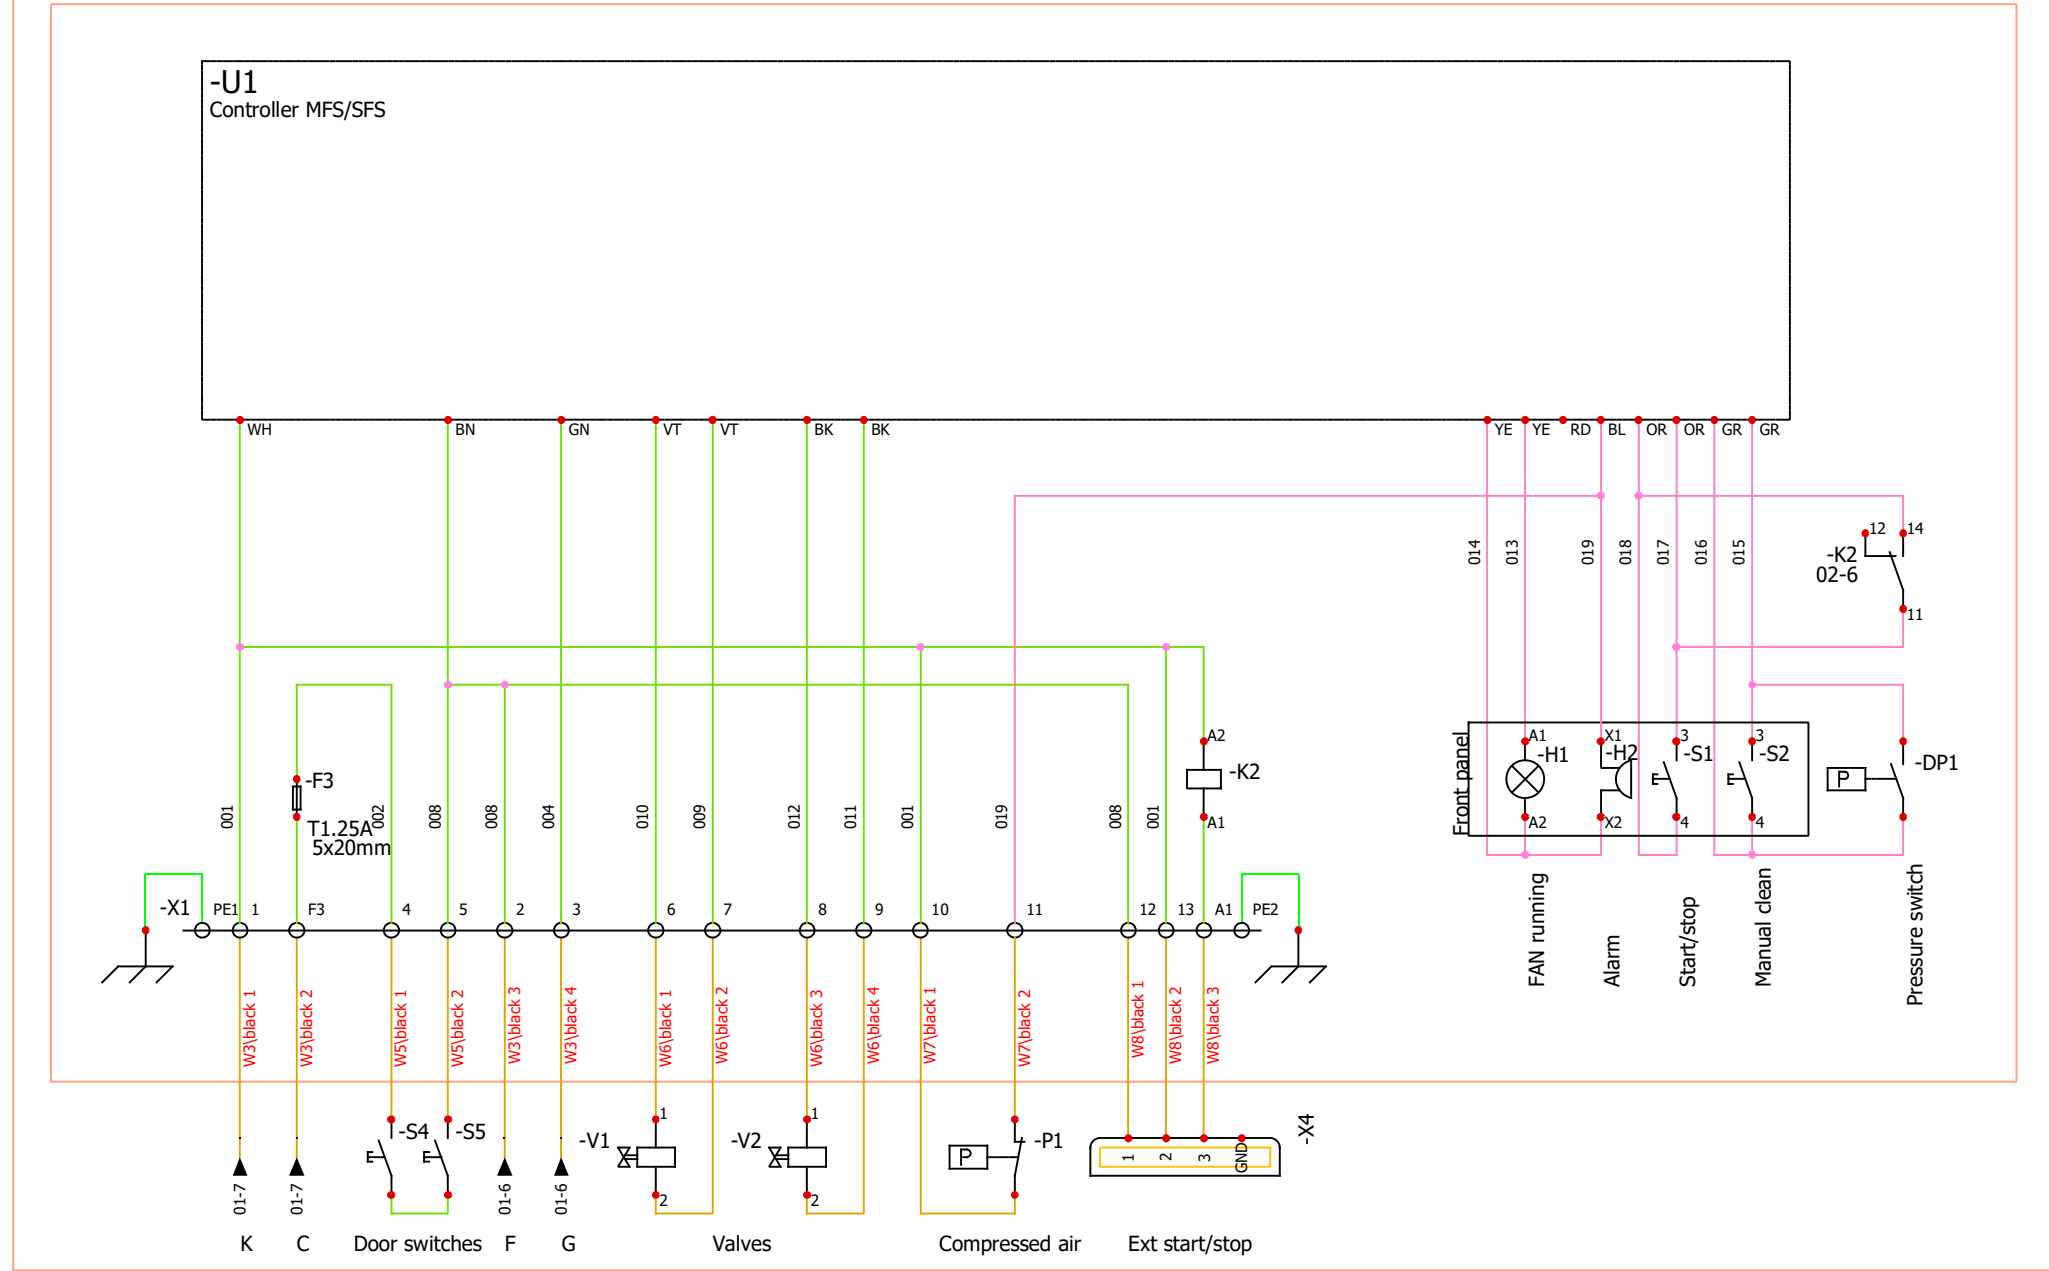 -U1
Controller MFS/SFS
WH BN GN VT VT BK BK YE YE RD BL OR OR GR GR
12 14
-K2
02-6
11
014 013 019 018 017 016 015
A2
-K2
A1
-F3
T1.25A
5x20mm
001 002 008 008 004 010 009 012 011 001 019 008 001
Front panel
A1 X1 3 3
-H1 -H2 -S1 -S2 -DP1
P
A2 X2 4 4
FAN running
Alarm
Start/stop
Manual clean
Pressure switch
-X1 PE1 1 F3 4 5 2 3 6 7 8 9 10 11 12 13 A1 PE2
W3\black 1
W3\black 2
W5\black 1
W5\black 2
W3\black 3
W3\black 4
W6\black 1
W6\black 2
W6\black 3
W6\black 4
W7\black 1
W7\black 2
W8\black 1
W8\black 2
W8\black 3
1 1
-S4 -S5 -V1 -V2 P -P1 -X4
1 2 3 GND
2 2
01-7 01-7 01-6 01-6
K C Door switches F G Valves Compressed air Ext start/stop